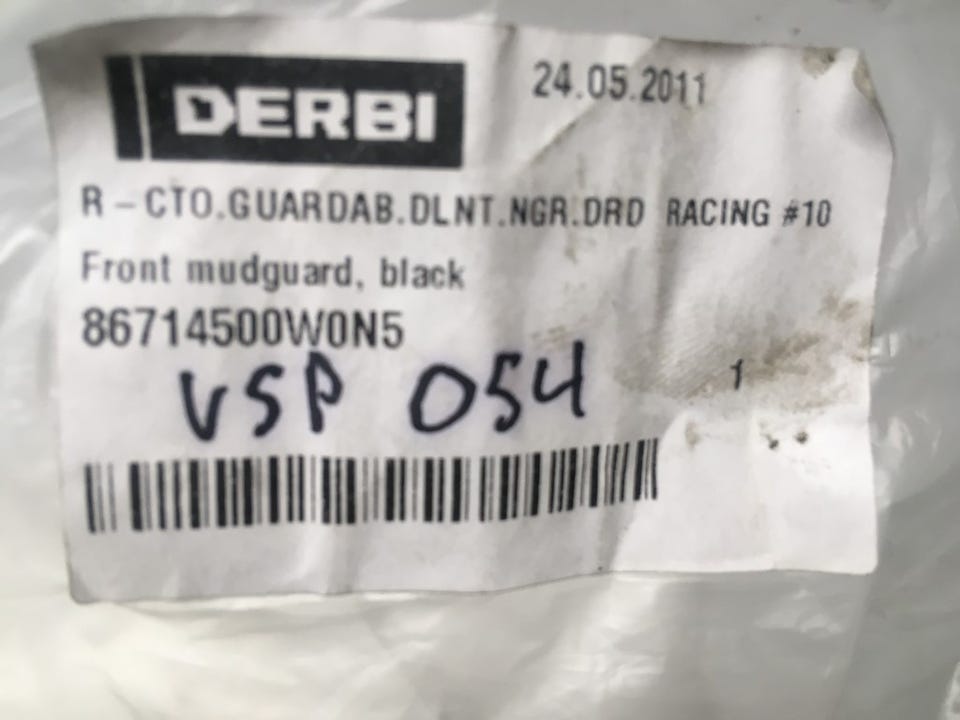 DERBI 24.05.2011
R - CTO.GUARDAB.DLNT.NGR.DRD RACING #10
Front mudguard, black
86714500W0N5
VSP 054
1